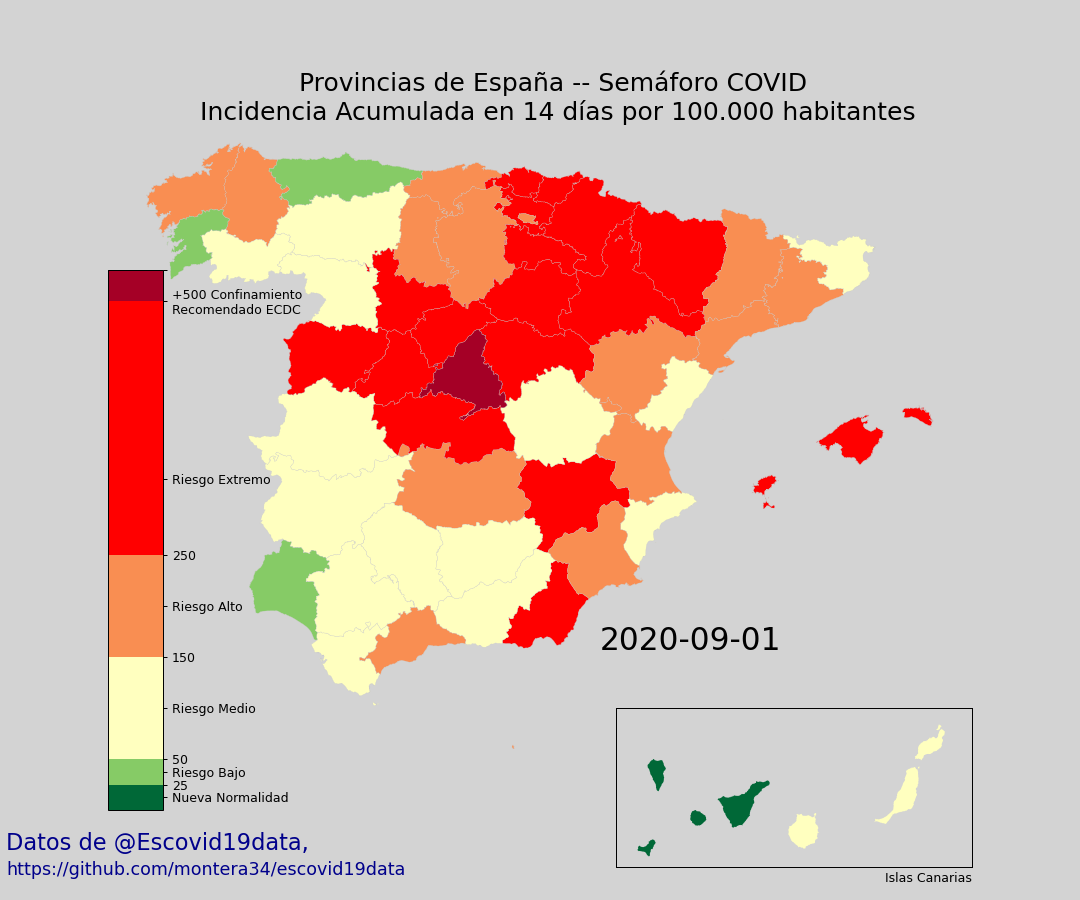 Provincias de España -- Semáforo COVID
Incidencia Acumulada en 14 días por 100.000 habitantes
+500 Confinamiento
Recomendado ECDC
Riesgo Extremo
250
Riesgo Alto
150
Riesgo Medio
50
Riesgo Bajo
25
Nueva Normalidad
2020-09-01
Islas Canarias
Datos de @Escovid19data,
https://github.com/montera34/escovid19data